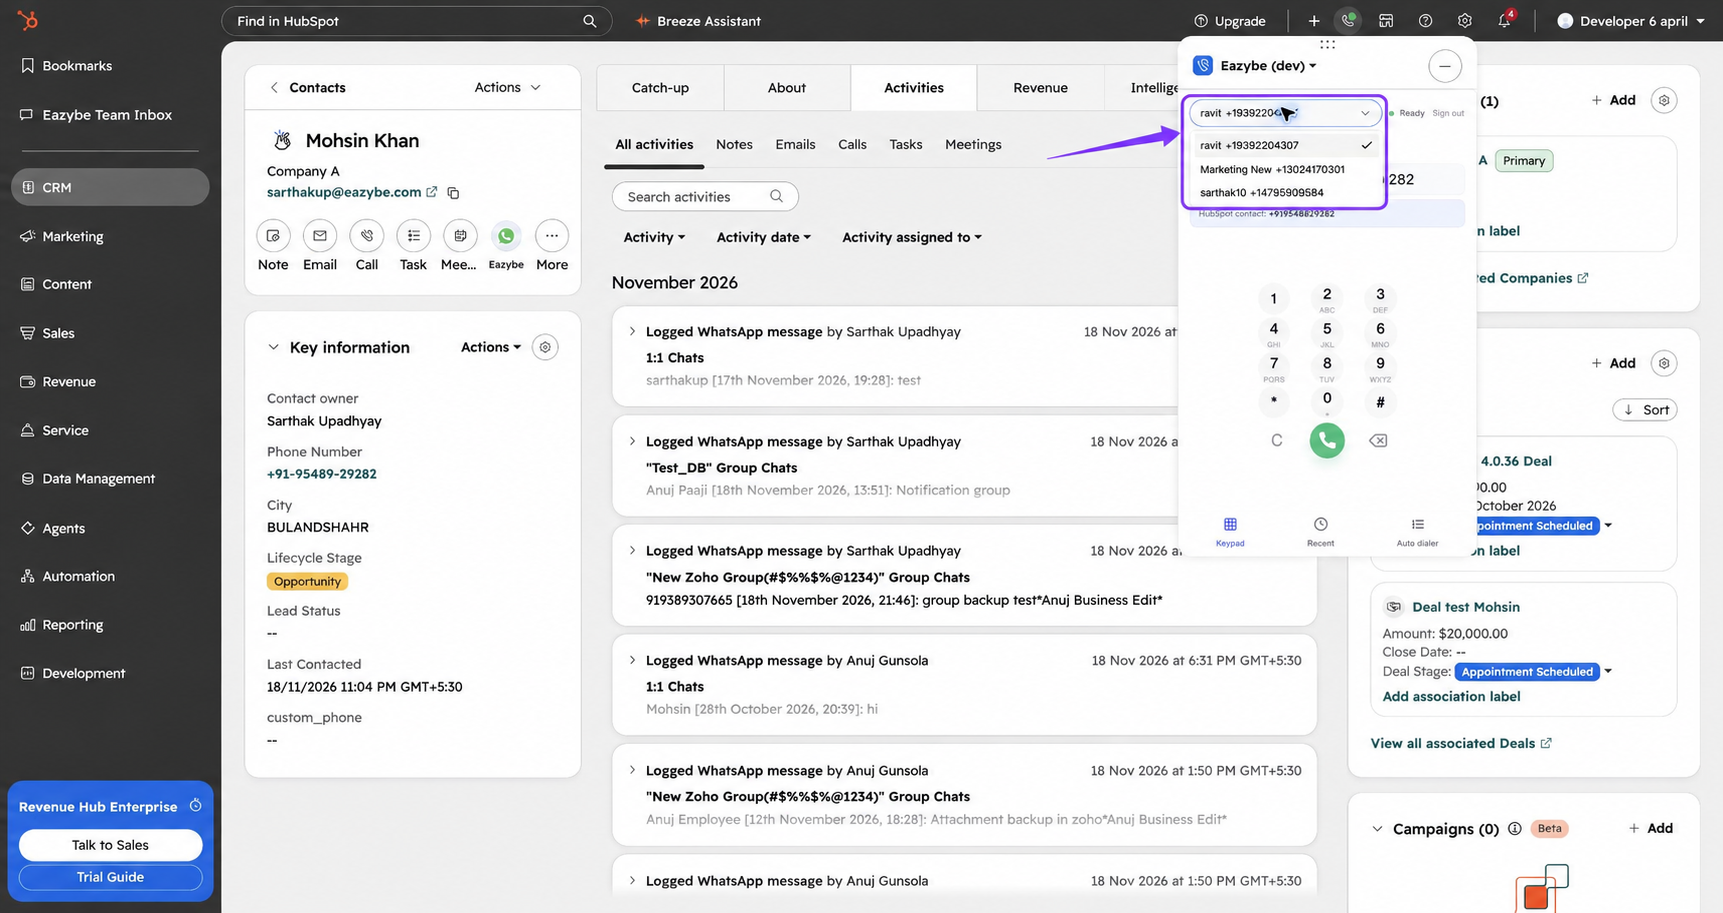 Find in HubSpot
Breeze Assistant
Upgrade
4
Developer 6 april
Bookmarks
Eazybe Team Inbox
CRM
Marketing
Content
Sales
Revenue
Service
Data Management
Agents
Automation
Reporting
Development
Revenue Hub Enterprise
Talk to Sales
Trial Guide
Contacts
Actions
Mohsin Khan
Company A
sarthakup@eazybe.com
Note
Email
Call
Task
Mee...
Eazybe
More
Key information
Actions
Contact owner
Sarthak Upadhyay
Phone Number
+91-95489-29282
City
BULANDSHAHR
Lifecycle Stage
Opportunity
Lead Status
--
Last Contacted
18/11/2026 11:04 PM GMT+5:30
custom_phone
--
Catch-up
About
Activities
Revenue
Intellige
All activities
Notes
Emails
Calls
Tasks
Meetings
Search activities
Activity
Activity date
Activity assigned to
November 2026
Logged WhatsApp message by Sarthak Upadhyay
18 Nov 2026 at
1:1 Chats
sarthakup [17th November 2026, 19:28]: test
Logged WhatsApp message by Sarthak Upadhyay
18 Nov 2026 a
"Test_DB" Group Chats
Anuj Paaji [18th November 2026, 13:51]: Notification group
Logged WhatsApp message by Sarthak Upadhyay
18 Nov 2026 at
"New Zoho Group(#$%%$%@1234)" Group Chats
919389307665 [18th November 2026, 21:46]: group backup test*Anuj Business Edit*
Logged WhatsApp message by Anuj Gunsola
18 Nov 2026 at 6:31 PM GMT+5:30
1:1 Chats
Mohsin [28th October 2026, 20:39]: hi
Logged WhatsApp message by Anuj Gunsola
18 Nov 2026 at 1:50 PM GMT+5:30
"New Zoho Group(#$%%$%@1234)" Group Chats
Anuj Employee [12th November 2026, 18:28]: Attachment backup in zoho*Anuj Business Edit*
Logged WhatsApp message by Anuj Gunsola
18 Nov 2026 at 1:50 PM GMT+5:30
Eazybe (dev)
ravit +1939220
Ready
Sign out
ravit +19392204307
Marketing New +13024170301
sarthak10 +14795909584
282
HubSpot contact: +919548829282
1
2
ABC
3
DEF
4
GHI
5
JKL
6
MNO
7
PQRS
8
TUV
9
WXYZ
*
0
+
#
C
Keypad
Recent
Auto dialer
(1)
+ Add
A
Primary
n label
ted Companies
+ Add
Sort
4.0.36 Deal
00.00
October 2026
pointment Scheduled
n label
Deal test Mohsin
Amount: $20,000.00
Close Date: --
Deal Stage: Appointment Scheduled
Add association label
View all associated Deals
Campaigns (0)
Beta
+ Add